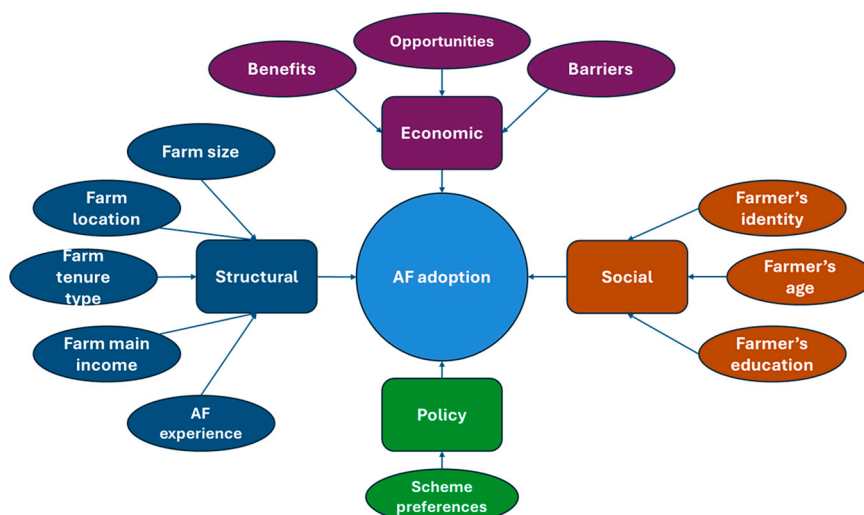 Opportunities
Benefits
Barriers
Economic
Farm size
Farm
location
Farm
tenure
type
Structural
Farm main
income
AF
experience
AF adoption
Social
Farmer's
identity
Farmer's
age
Farmer's
education
Policy
Scheme
preferences